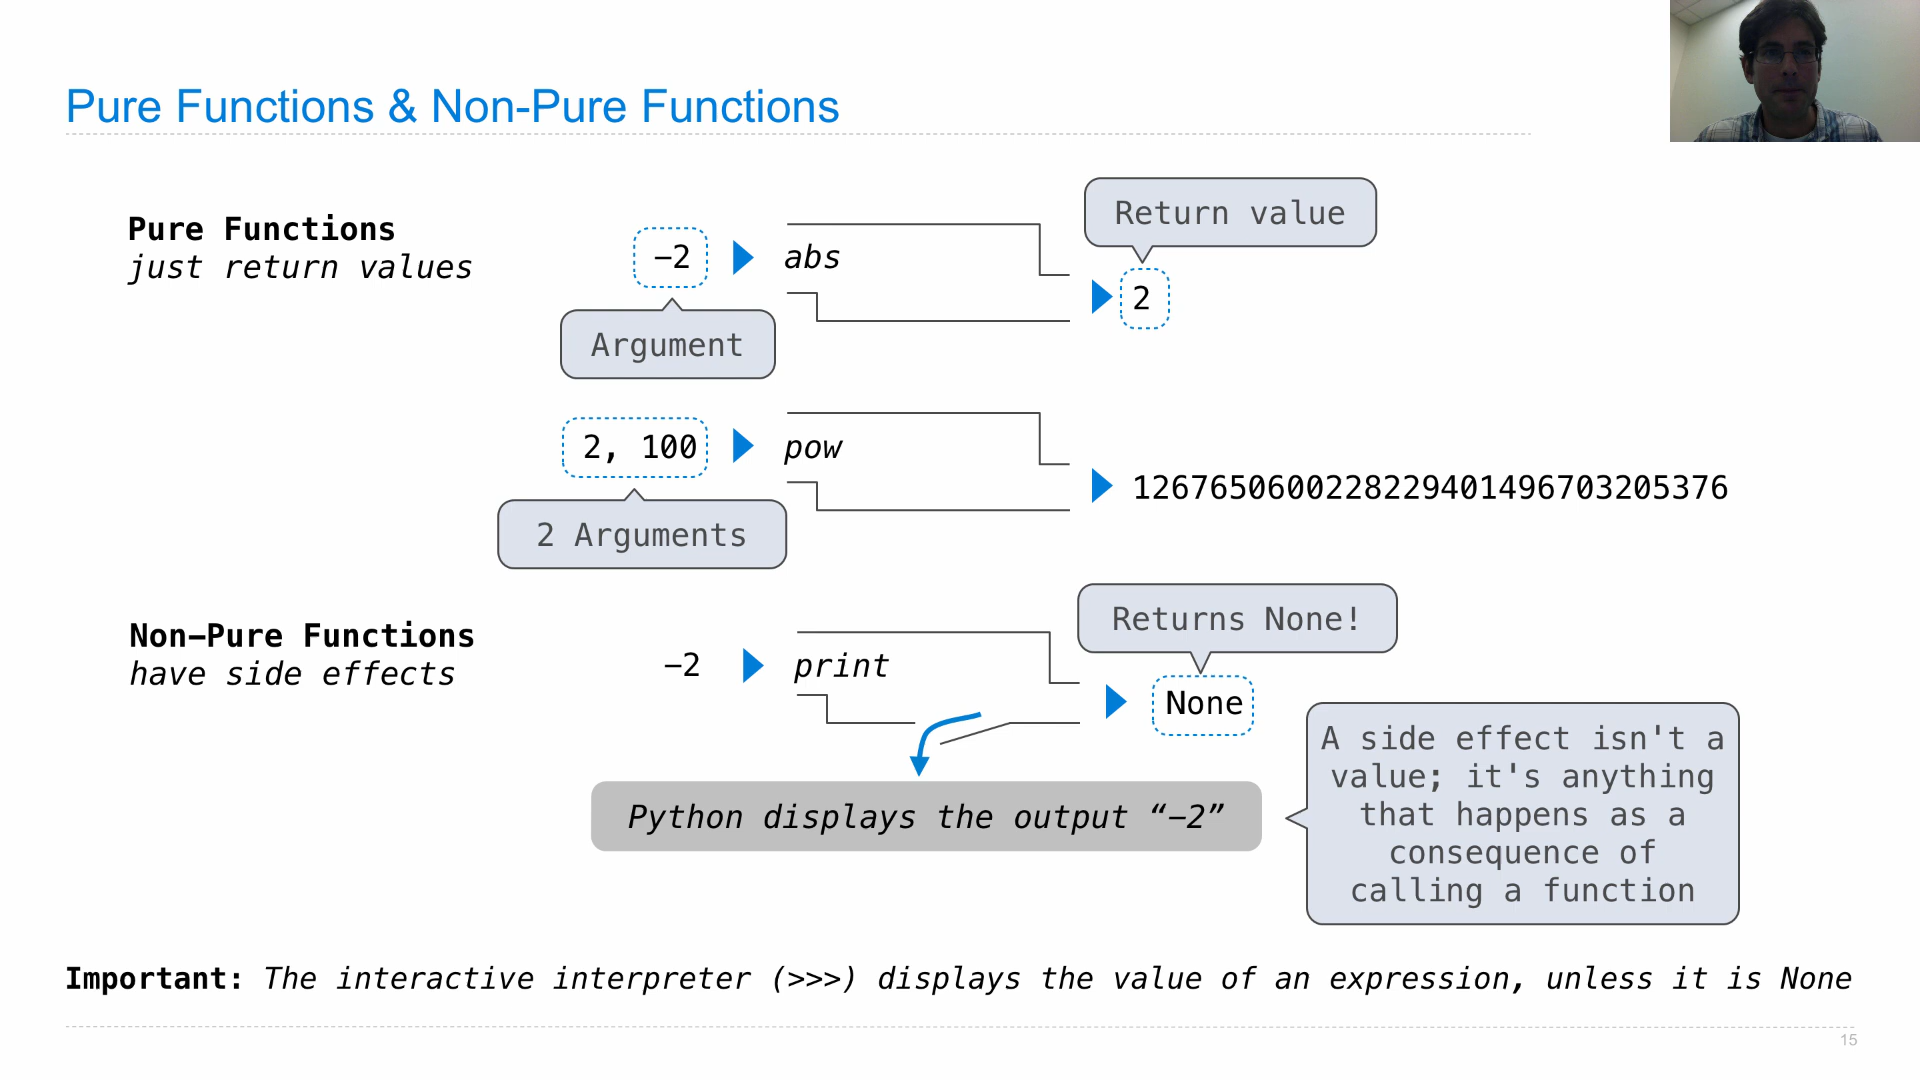 Pure Functions & Non-Pure Functions
Pure Functions
just return values
−2
abs
Return value
2
Argument
2, 100
pow
1267650600228229401496703205376
2 Arguments
Non−Pure Functions
have side effects
−2
print
Returns None!
None
Python displays the output “−2”
A side effect isn't a
value; it's anything
that happens as a
consequence of
calling a function
Important: The interactive interpreter (>>>) displays the value of an expression, unless it is None
15